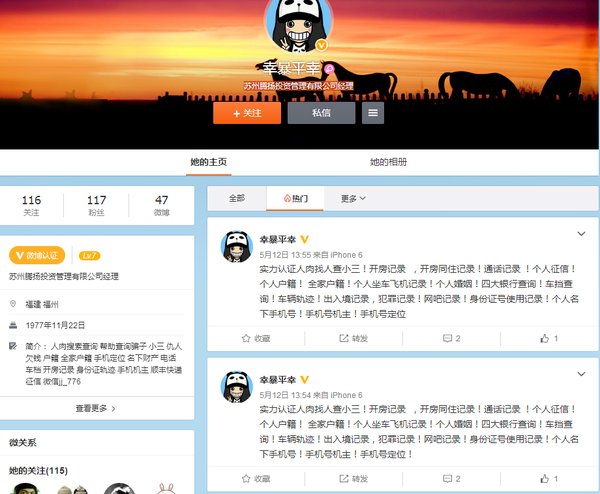 幸暴平幸
苏州腾扬投资管理有限公司经理
+ 关注
私信
她的主页
她的相册
116
关注
117
粉丝
47
微博
微博认证
Lv.7
苏州腾扬投资管理有限公司经理
福建 福州
1977年11月22日
简介： 人肉搜索查询 帮助查询骗子 小三 仇人
欠钱 户籍 全家户籍 手机定位 名下财产 电话
车档 开房记录 身份证轨迹 手机机主 顺丰快递
征信 微信jj_776
查看更多 >
微关系
她的关注(115)
全部
热门
更多
幸暴平幸
5月12日 13:55 来自 iPhone 6
实力认证人肉找人查小三！开房记录 ，开房同住记录！通话记录 ！个人征信！
个人户籍！ 全家户籍！个人坐车飞机记录！个人婚姻！四大银行查询！车挡查
询！车辆轨迹！出入境记录，犯罪记录！网吧记录！身份证号使用记录！个人名
下手机号！手机号机主！手机号定位
收藏
转发
2
1
幸暴平幸
5月12日 13:54 来自 iPhone 6
实力认证人肉找人查小三！开房记录 ，开房同住记录！通话记录 ！个人征信！
个人户籍！ 全家户籍！个人坐车飞机记录！个人婚姻！四大银行查询！车挡查
询！车辆轨迹！出入境记录，犯罪记录！网吧记录！身份证号使用记录！个人名
下手机号！手机号机主！手机号定位！
收藏
转发
2
1